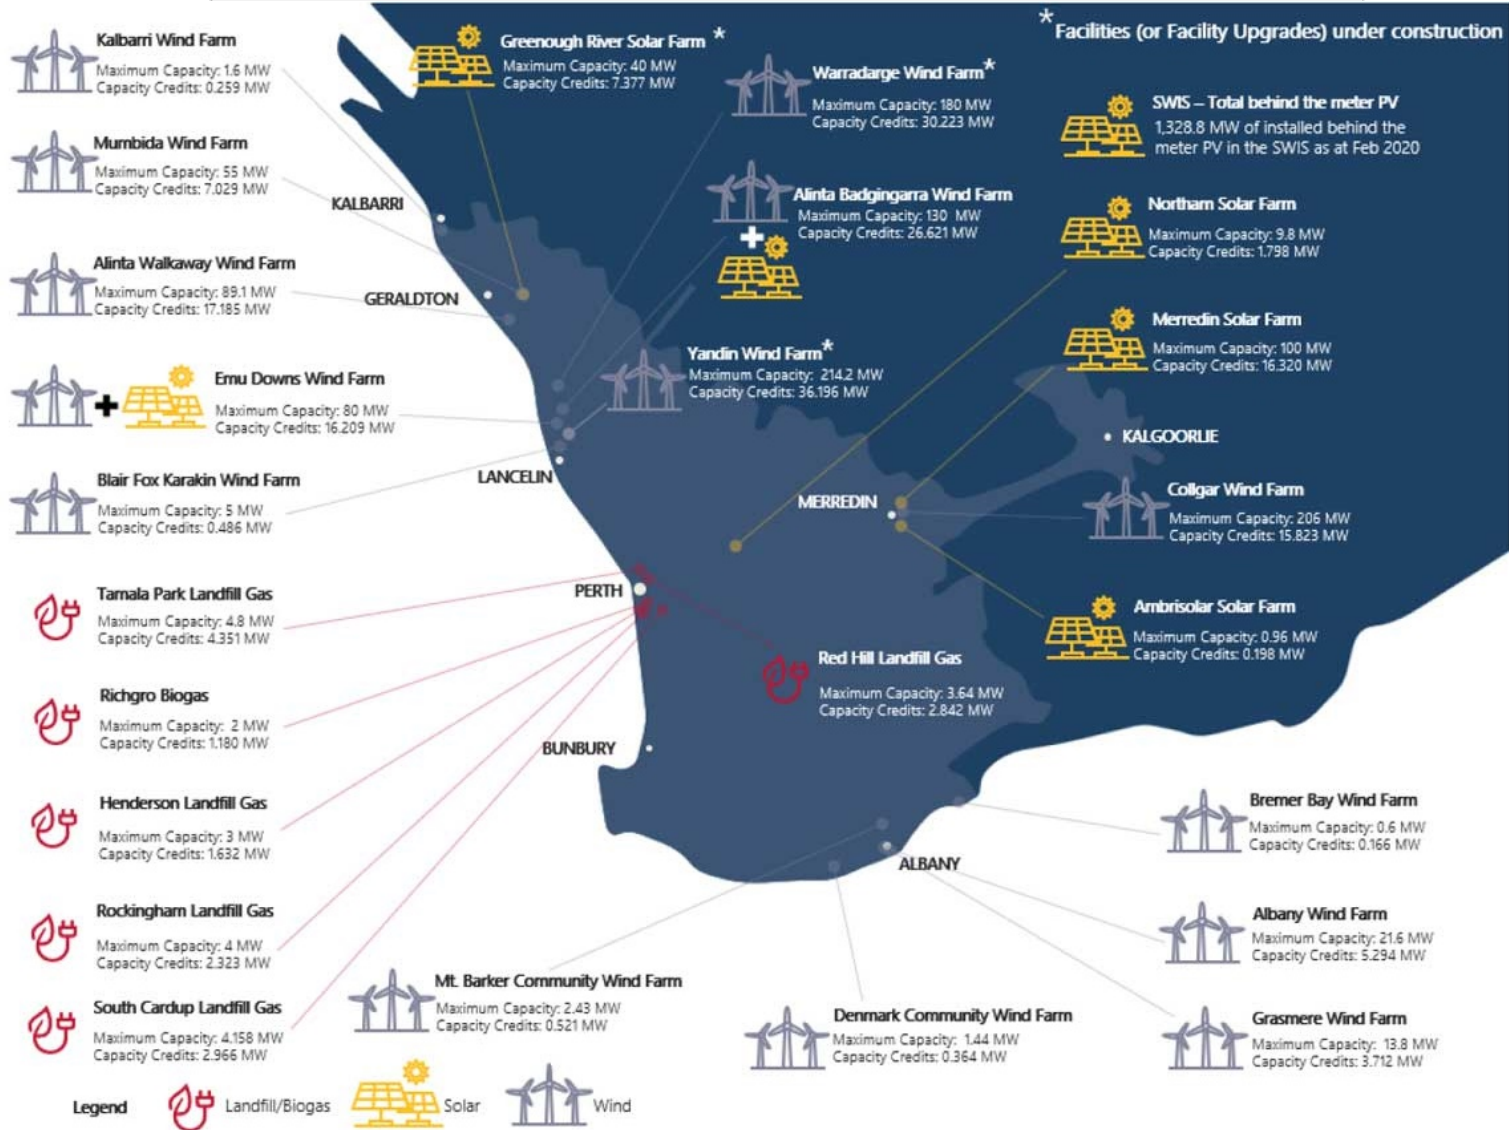 *Facilities (or Facility Upgrades) under construction
Kalbarri Wind Farm
Maximum Capacity: 1.6 MW
Capacity Credits: 0.259 MW
Greenough River Solar Farm *
Maximum Capacity: 40 MW
Capacity Credits: 7.377 MW
Warradarge Wind Farm*
Maximum Capacity: 180 MW
Capacity Credits: 30.223 MW
SWIS – Total behind the meter PV
1,328.8 MW of installed behind the
meter PV in the SWIS as at Feb 2020
Mumbida Wind Farm
Maximum Capacity: 55 MW
Capacity Credits: 7.029 MW
KALBARRI
Alinta Badgingarra Wind Farm
Maximum Capacity: 130 MW
Capacity Credits: 26.621 MW
Northam Solar Farm
Maximum Capacity: 9.8 MW
Capacity Credits: 1.798 MW
Alinta Walkaway Wind Farm
Maximum Capacity: 89.1 MW
Capacity Credits: 17.185 MW
GERALDTON
Merredin Solar Farm
Maximum Capacity: 100 MW
Capacity Credits: 16.320 MW
Yandin Wind Farm*
Maximum Capacity: 214.2 MW
Capacity Credits: 36.196 MW
Emu Downs Wind Farm
Maximum Capacity: 80 MW
Capacity Credits: 16.209 MW
KALGOORLIE
LANCELIN
Blair Fox Karakin Wind Farm
Maximum Capacity: 5 MW
Capacity Credits: 0.486 MW
MERREDIN
Collgar Wind Farm
Maximum Capacity: 206 MW
Capacity Credits: 15.823 MW
PERTH
Tamala Park Landfill Gas
Maximum Capacity: 4.8 MW
Capacity Credits: 4.351 MW
Ambrisolar Solar Farm
Maximum Capacity: 0.96 MW
Capacity Credits: 0.198 MW
Red Hill Landfill Gas
Maximum Capacity: 3.64 MW
Capacity Credits: 2.842 MW
Richgro Biogas
Maximum Capacity: 2 MW
Capacity Credits: 1.180 MW
BUNBURY
Henderson Landfill Gas
Maximum Capacity: 3 MW
Capacity Credits: 1.632 MW
Bremer Bay Wind Farm
Maximum Capacity: 0.6 MW
Capacity Credits: 0.166 MW
ALBANY
Rockingham Landfill Gas
Maximum Capacity: 4 MW
Capacity Credits: 2.323 MW
Albany Wind Farm
Maximum Capacity: 21.6 MW
Capacity Credits: 5.294 MW
Mt. Barker Community Wind Farm
Maximum Capacity: 2.43 MW
Capacity Credits: 0.521 MW
South Cardup Landfill Gas
Maximum Capacity: 4.158 MW
Capacity Credits: 2.966 MW
Denmark Community Wind Farm
Maximum Capacity: 1.44 MW
Capacity Credits: 0.364 MW
Grasmere Wind Farm
Maximum Capacity: 13.8 MW
Capacity Credits: 3.712 MW
Legend
Landfill/Biogas
Solar
Wind